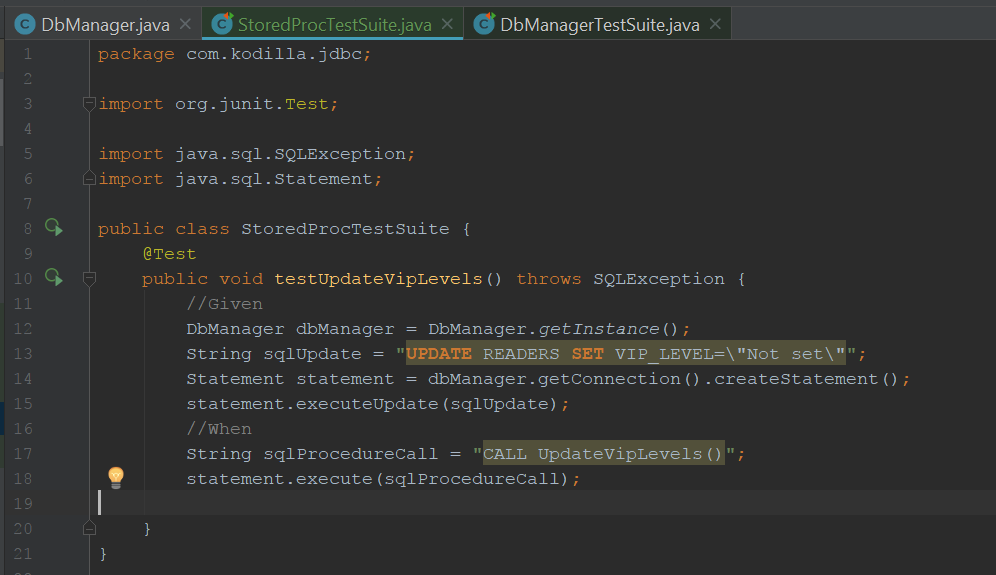 DbManager.java StoredProcTestSuite.java DbManagerTestSuite.java
1 package com.kodilla.jdbc;
2
3 import org.junit.Test;
4
5 import java.sql.SQLException;
6 import java.sql.Statement;
7
8 public class StoredProcTestSuite {
9 @Test
10 public void testUpdateVipLevels() throws SQLException {
11 //Given
12 DbManager dbManager = DbManager.getInstance();
13 String sqlUpdate = "UPDATE READERS SET VIP_LEVEL=\"Not set\"";
14 Statement statement = dbManager.getConnection().createStatement();
15 statement.executeUpdate(sqlUpdate);
16 //When
17 String sqlProcedureCall = "CALL UpdateVipLevels()";
18 statement.execute(sqlProcedureCall);
19
20 }
21 }